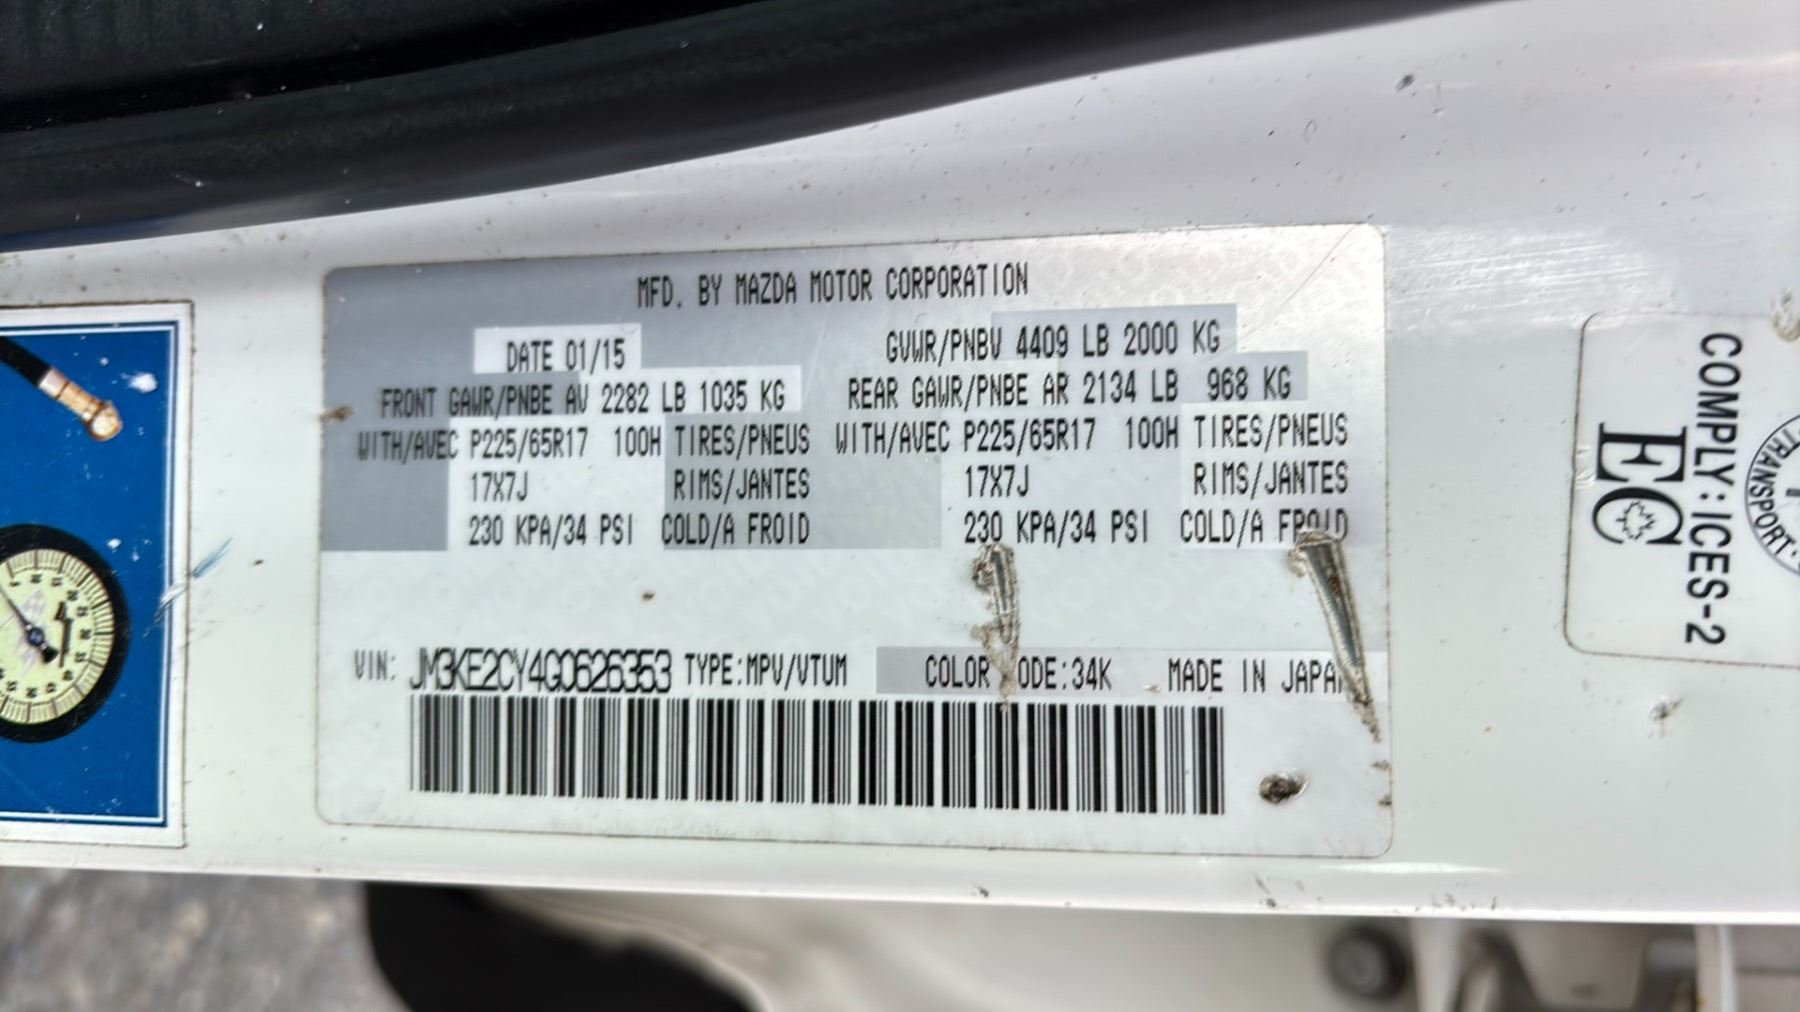 MFD. BY MAZDA MOTOR CORPORATION
DATE 01/15 GVWR/PNBV 4409 LB 2000 KG
FRONT GAWR/PNBE AV 2282 LB 1035 KG REAR GAWR/PNBE AR 2134 LB 968 KG
WITH/AVEC P225/65R17 100H TIRES/PNEUS WITH/AVEC P225/65R17 100H TIRES/PNEUS
17X7J RIMS/JANTES 17X7J RIMS/JANTES
230 KPA/34 PSI COLD/A FROID 230 KPA/34 PSI COLD/A FROID
VIN: JM3KE2CY4G0626353 TYPE:MPV/VTUM COLOR ODE:34K MADE IN JAPA
COMPLY: ICES-2
EC
TRANSPORT